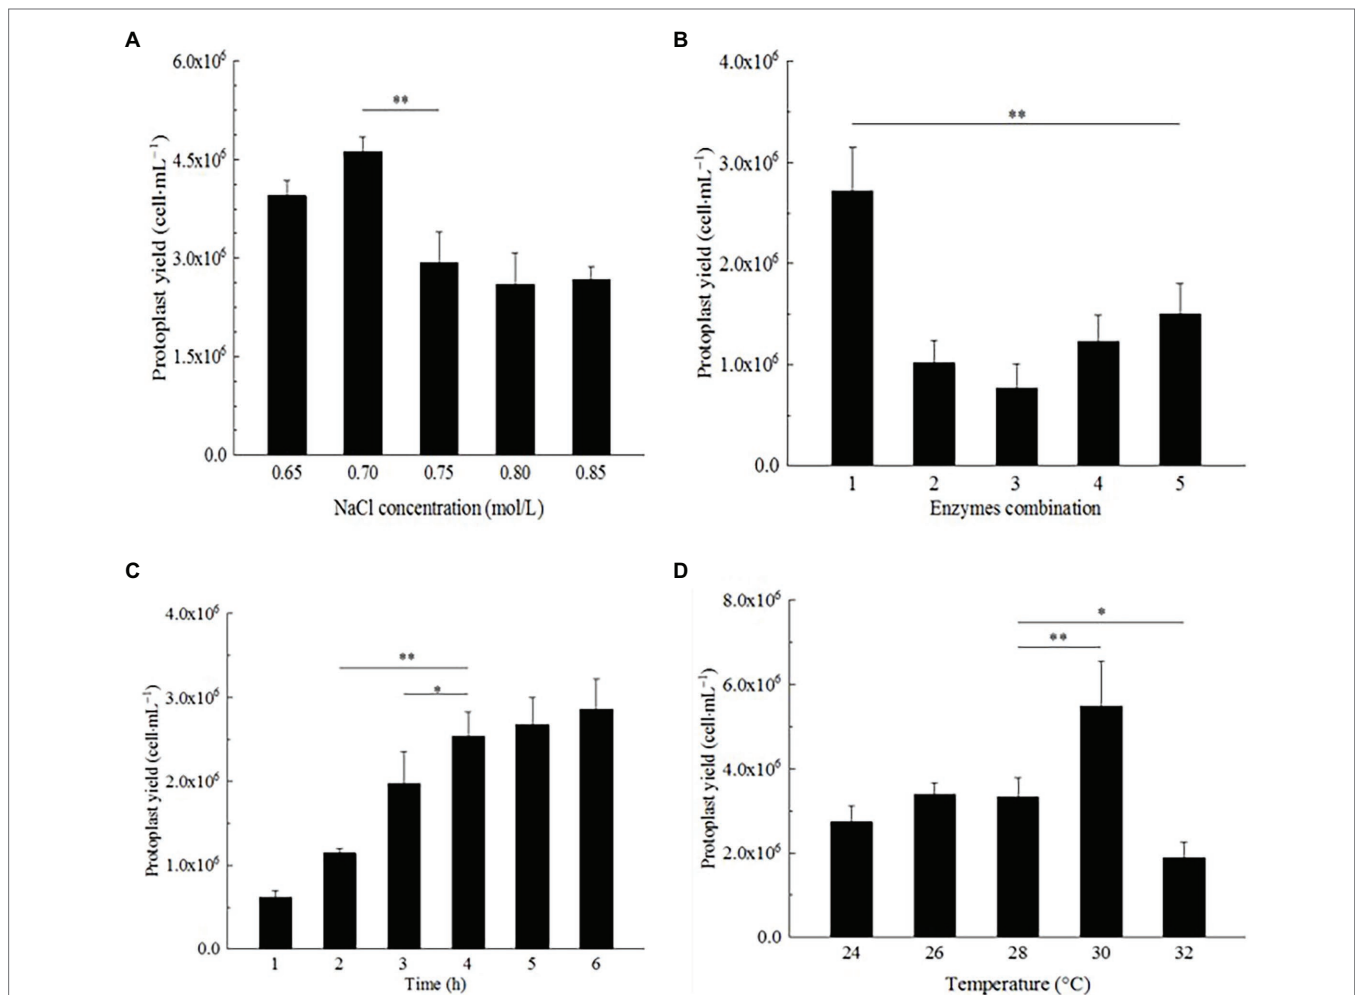 A
6.0x10⁶
4.5x10⁶
3.0x10⁶
1.5x10⁶
0.0
Protoplast yield (cell·mL⁻¹)
**
0.65 0.70 0.75 0.80 0.85
NaCl concentration (mol/L)
B
4.0x10⁶
3.0x10⁶
2.0x10⁶
1.0x10⁶
0.0
Protoplast yield (cell·mL⁻¹)
**
1 2 3 4 5
Enzymes combination
C
4.0x10⁶
3.0x10⁶
2.0x10⁶
1.0x10⁶
0.0
Protoplast yield (cell·mL⁻¹)
**
*
1 2 3 4 5 6
Time (h)
D
8.0x10⁶
6.0x10⁶
4.0x10⁶
2.0x10⁶
0.0
Protoplast yield (cell·mL⁻¹)
*
**
24 26 28 30 32
Temperature (°C)